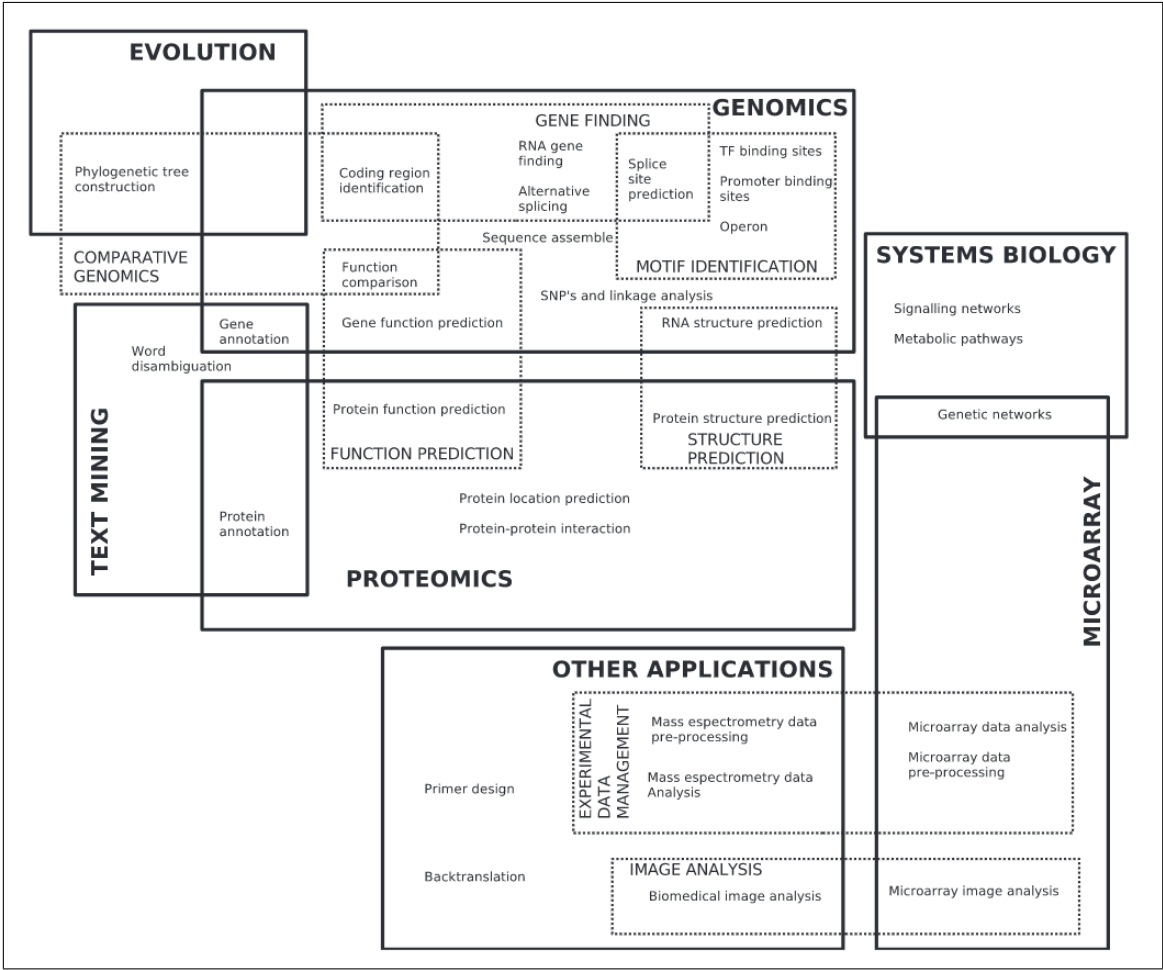 EVOLUTION
Phylogenetic tree
construction
COMPARATIVE
GENOMICS
GENOMICS
GENE FINDING
Coding region
identification
RNA gene
finding
Alternative
splicing
Splice
site
prediction
TF binding sites
Promoter binding
sites
Operon
MOTIF IDENTIFICATION
Sequence assemble
Function
comparison
SNP's and linkage analysis
Gene
annotation
Gene function prediction
RNA structure prediction
Word
disambiguation
TEXT MINING
Protein function prediction
FUNCTION PREDICTION
Protein structure prediction
STRUCTURE
PREDICTION
Protein
annotation
Protein location prediction
Protein-protein interaction
PROTEOMICS
SYSTEMS BIOLOGY
Signalling networks
Metabolic pathways
Genetic networks
MICROARRAY
OTHER APPLICATIONS
EXPERIMENTAL
DATA
MANAGEMENT
Mass espectrometry data
pre-processing
Mass espectrometry data
Analysis
Microarray data analysis
Microarray data
pre-processing
Primer design
Backtranslation
IMAGE ANALYSIS
Biomedical image analysis
Microarray image analysis